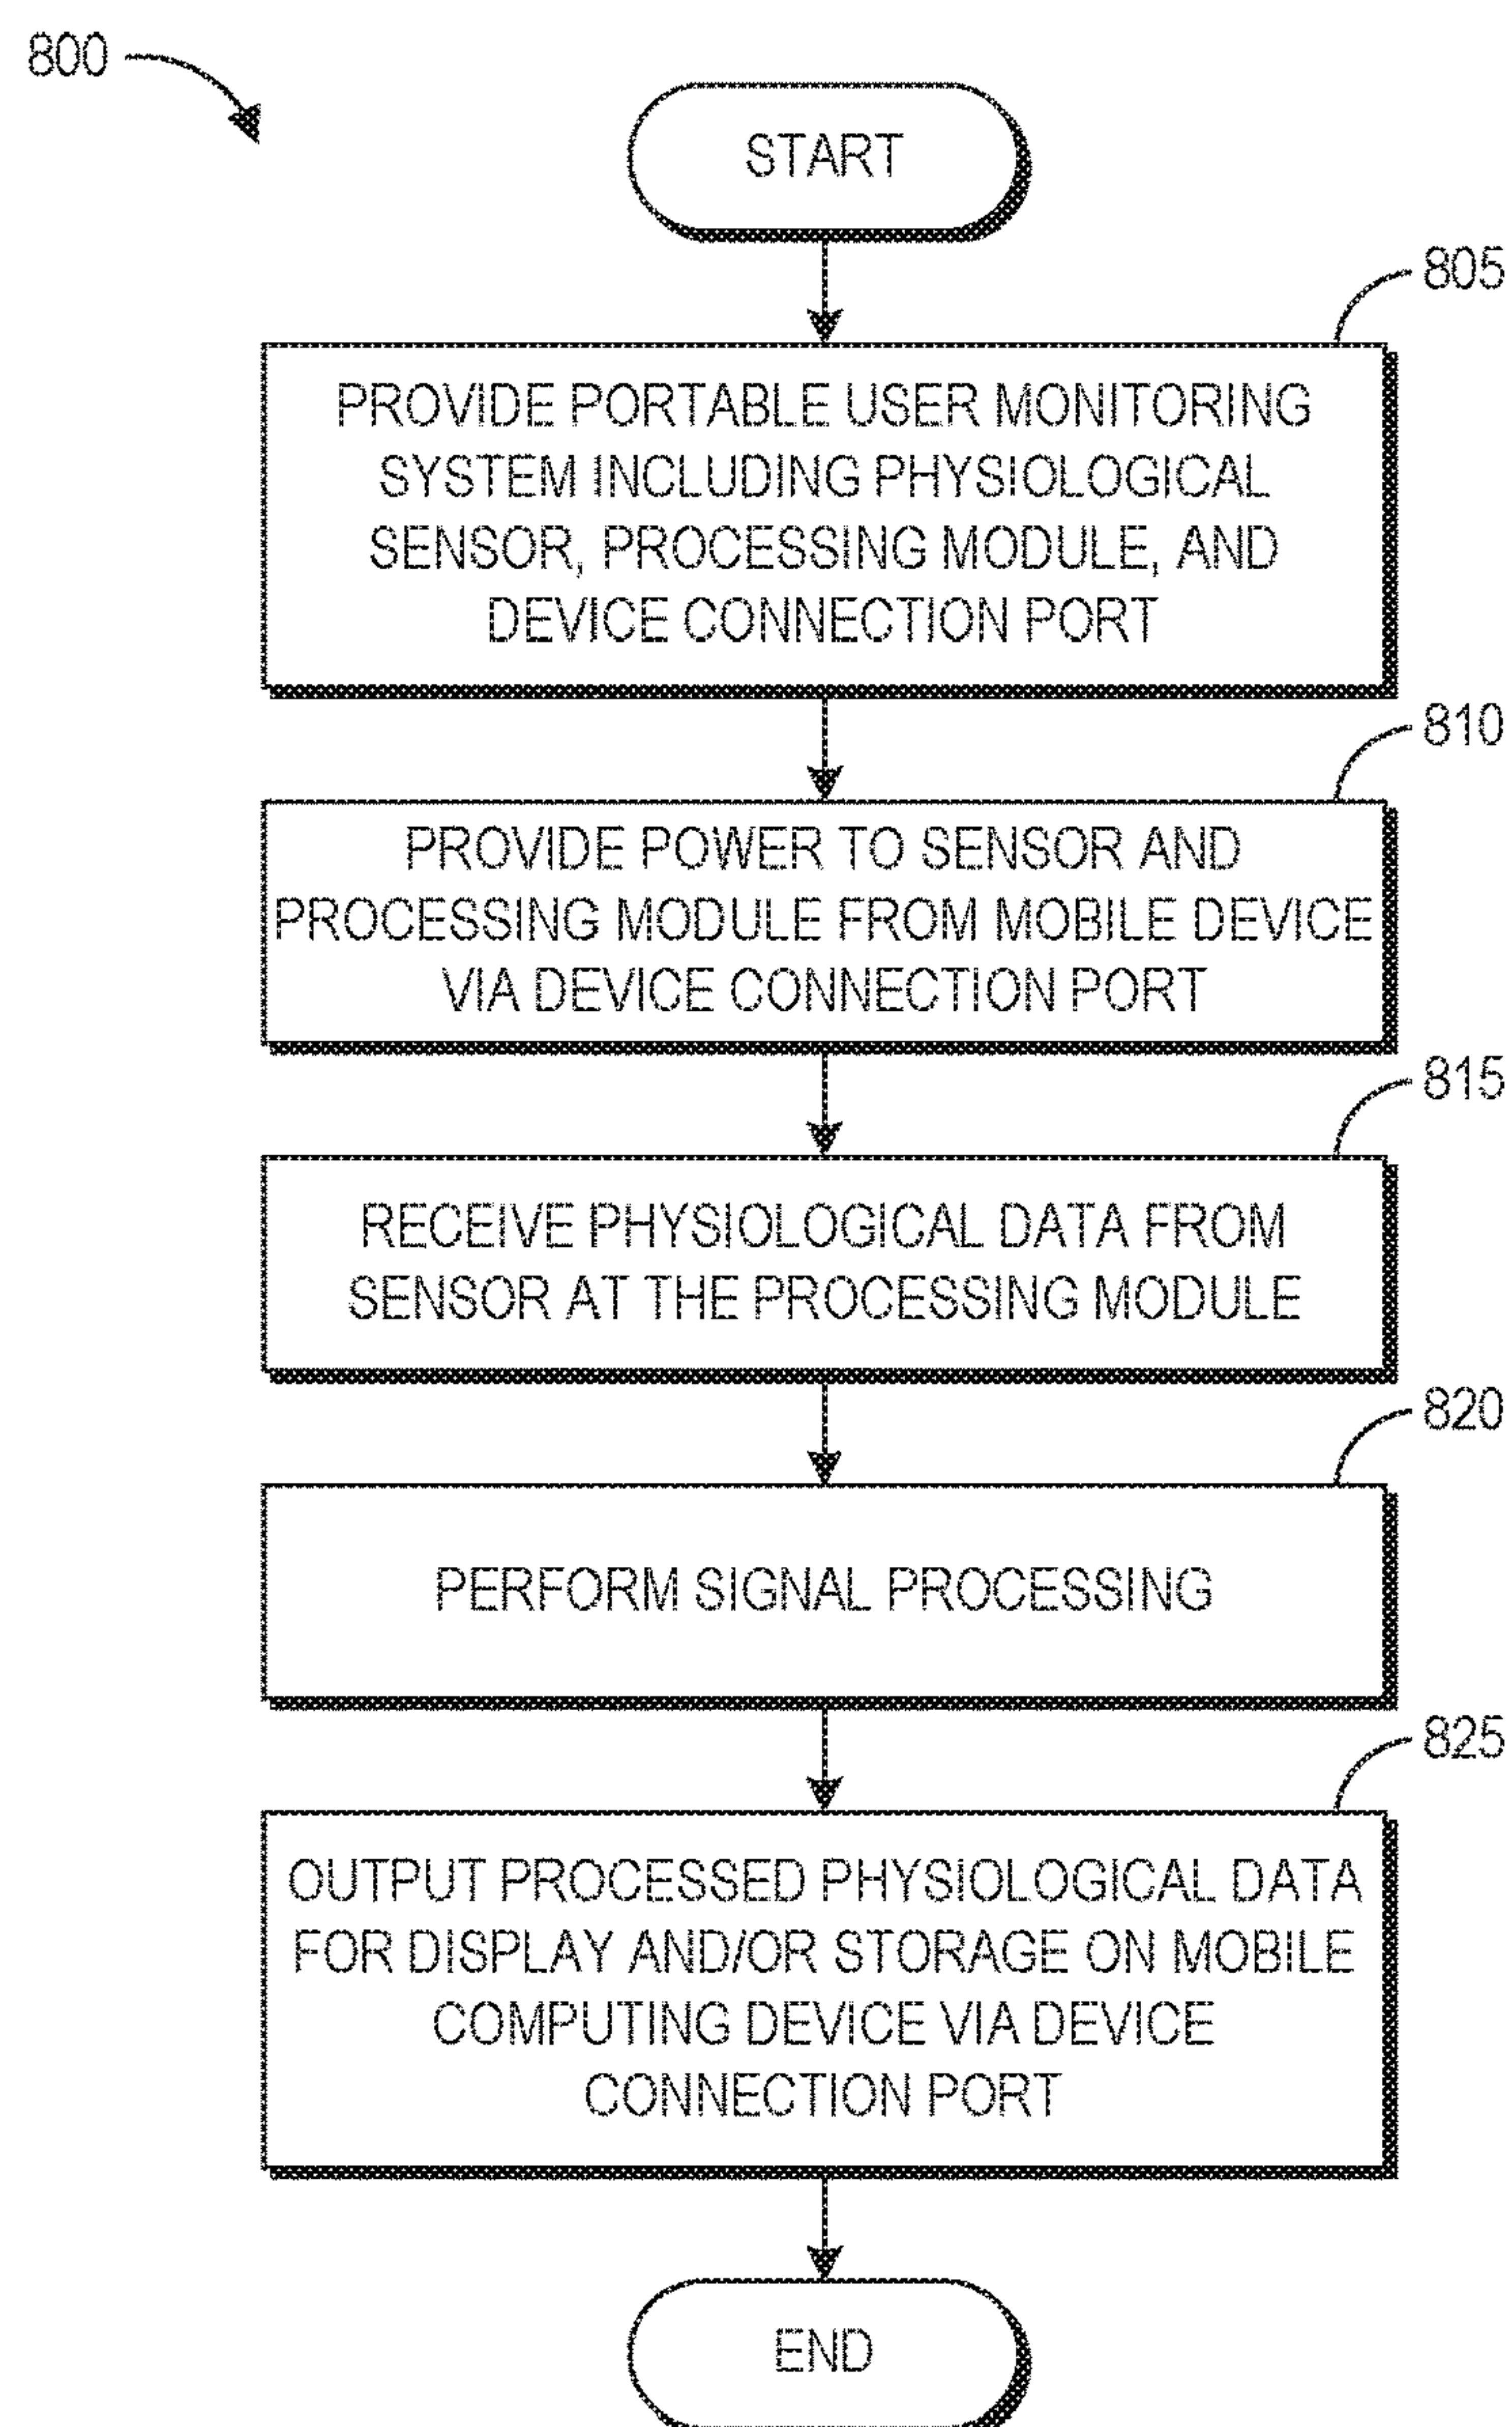 800
START
805
PROVIDE PORTABLE USER MONITORING
SYSTEM INCLUDING PHYSIOLOGICAL
SENSOR, PROCESSING MODULE, AND
DEVICE CONNECTION PORT
810
PROVIDE POWER TO SENSOR AND
PROCESSING MODULE FROM MOBILE DEVICE
VIA DEVICE CONNECTION PORT
815
RECEIVE PHYSIOLOGICAL DATA FROM
SENSOR AT THE PROCESSING MODULE
820
PERFORM SIGNAL PROCESSING
825
OUTPUT PROCESSED PHYSIOLOGICAL DATA
FOR DISPLAY AND/OR STORAGE ON MOBILE
COMPUTING DEVICE VIA DEVICE
CONNECTION PORT
END